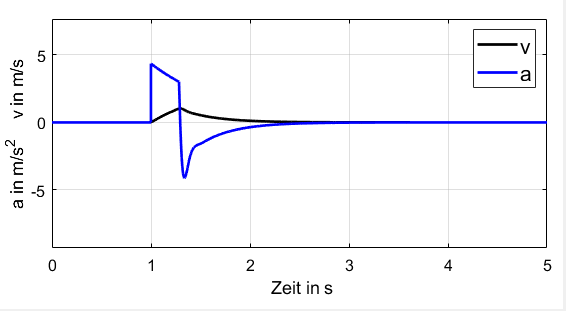 5
0
-5
a in m/s² v in m/s
v
a
0 1 2 3 4 5
Zeit in s